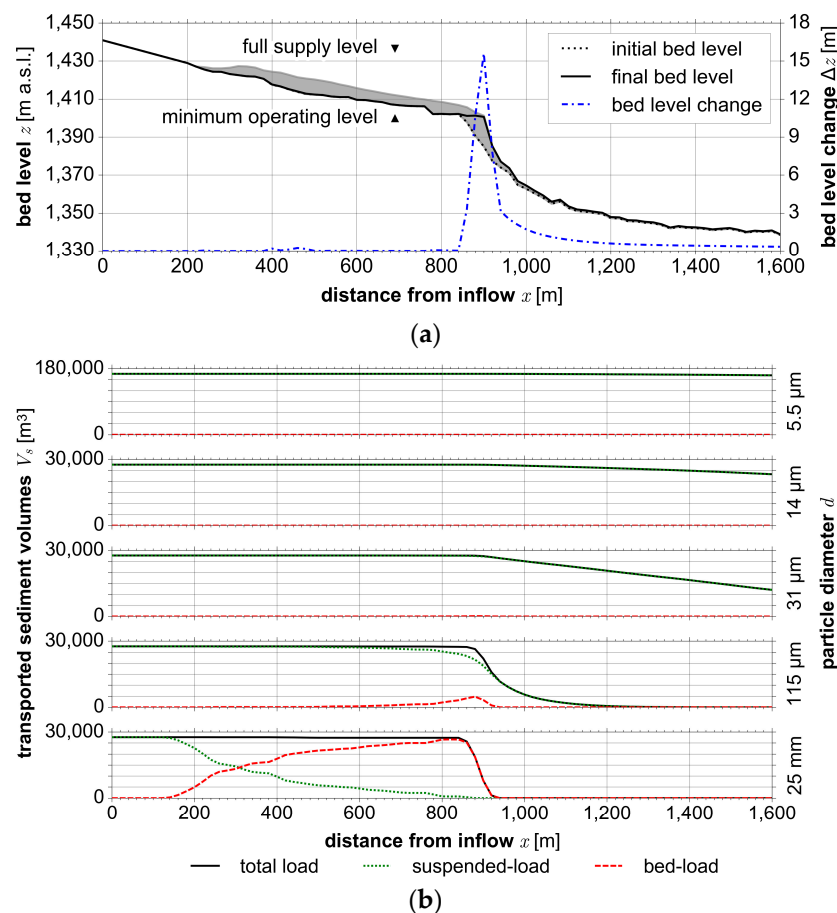 1,450
1,430
1,410
1,390
1,370
1,350
1,330
bed level z [m a.s.l.]
full supply level ▼
minimum operating level ▲
initial bed level
final bed level
bed level change
18
15
12
9
6
3
0
bed level change Δz [m]
0 200 400 600 800 1,000 1,200 1,400 1,600
distance from inflow x [m]
(a)
transported sediment volumes Vₛ [m³]
180,000
0
5.5 µm
30,000
0
14 µm
30,000
0
31 µm
30,000
0
115 µm
30,000
0
25 mm
particle diameter d
0 200 400 600 800 1,000 1,200 1,400 1,600
distance from inflow x [m]
total load suspended-load bed-load
(b)